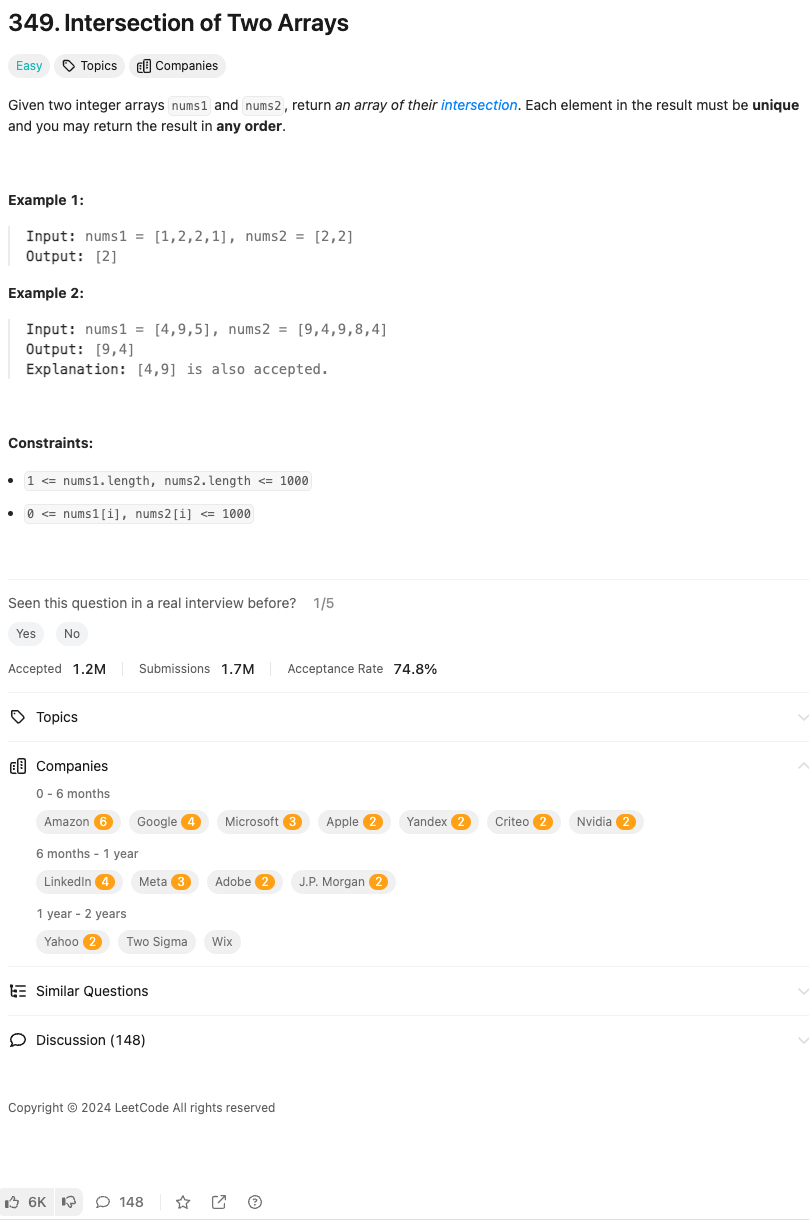 349. Intersection of Two Arrays
Easy Topics Companies
Given two integer arrays nums1 and nums2, return an array of their intersection. Each element in the result must be unique
and you may return the result in any order.
Example 1:
Input: nums1 = [1,2,2,1], nums2 = [2,2]
Output: [2]
Example 2:
Input: nums1 = [4,9,5], nums2 = [9,4,9,8,4]
Output: [9,4]
Explanation: [4,9] is also accepted.
Constraints:
• 1 <= nums1.length, nums2.length <= 1000
• 0 <= nums1[i], nums2[i] <= 1000
Seen this question in a real interview before? 1/5
Yes No
Accepted 1.2M Submissions 1.7M Acceptance Rate 74.8%
Topics
Companies
0 - 6 months
Amazon 6 Google 4 Microsoft 3 Apple 2 Yandex 2 Criteo 2 Nvidia 2
6 months - 1 year
LinkedIn 4 Meta 3 Adobe 2 J.P. Morgan 2
1 year - 2 years
Yahoo 2 Two Sigma Wix
Similar Questions
Discussion (148)
Copyright © 2024 LeetCode All rights reserved
6K 148